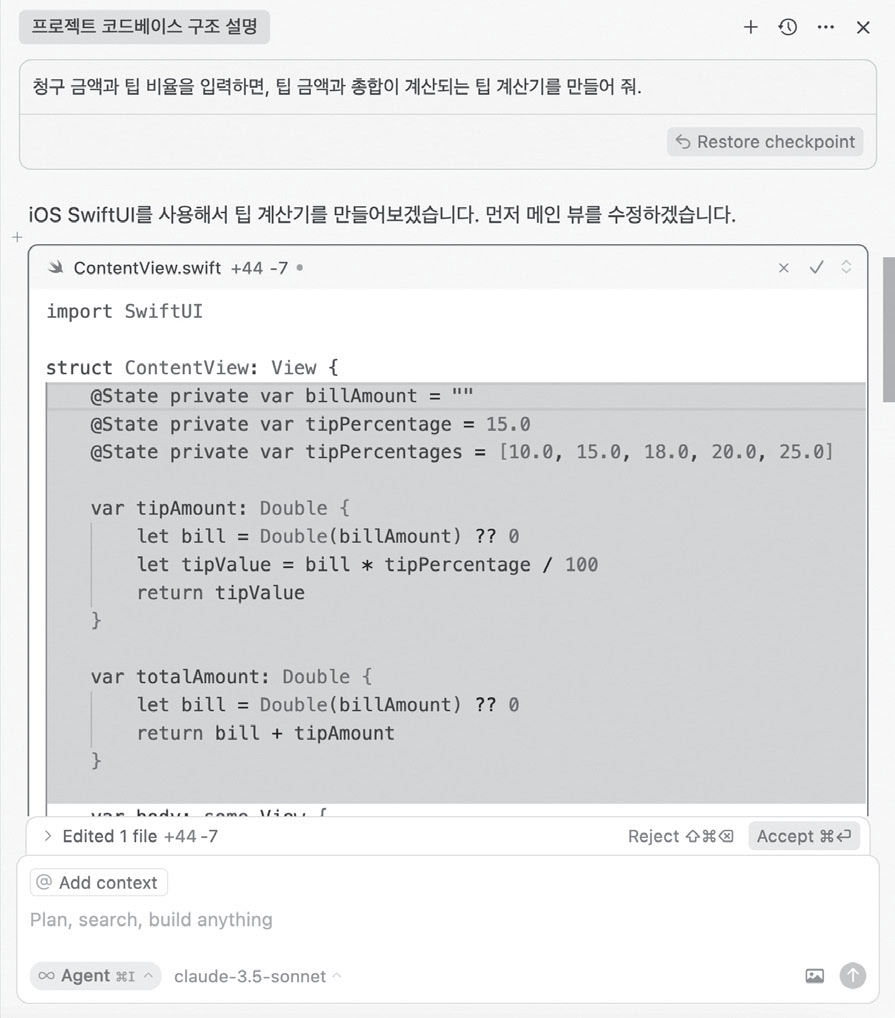 프로젝트 코드베이스 구조 설명
청구 금액과 팁 비율을 입력하면, 팁 금액과 총합이 계산되는 팁 계산기를 만들어 줘.
Restore checkpoint
iOS SwiftUI를 사용해서 팁 계산기를 만들어보겠습니다. 먼저 메인 뷰를 수정하겠습니다.
ContentView.swift +44 -7
import SwiftUI
struct ContentView: View {
@State private var billAmount = ""
@State private var tipPercentage = 15.0
@State private var tipPercentages = [10.0, 15.0, 18.0, 20.0, 25.0]
var tipAmount: Double {
let bill = Double(billAmount) ?? 0
let tipValue = bill * tipPercentage / 100
return tipValue
}
var totalAmount: Double {
let bill = Double(billAmount) ?? 0
return bill + tipAmount
}
var body: some View {
Edited 1 file +44 -7 Reject ⇧⌘⌫ Accept ⌘↩
@ Add context
Plan, search, build anything
∞ Agent ⌘I claude-3.5-sonnet